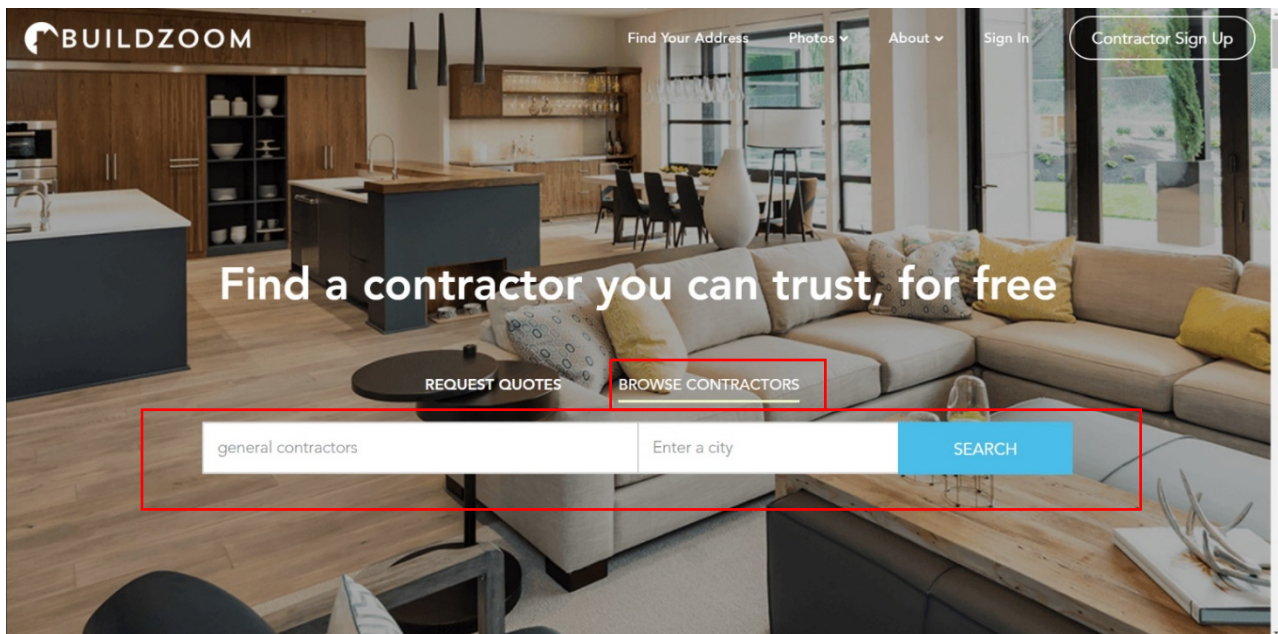 BUILDZOOM
Find Your Address Photos About Sign In Contractor Sign Up
Find a contractor you can trust, for free
REQUEST QUOTES BROWSE CONTRACTORS
general contractors Enter a city SEARCH